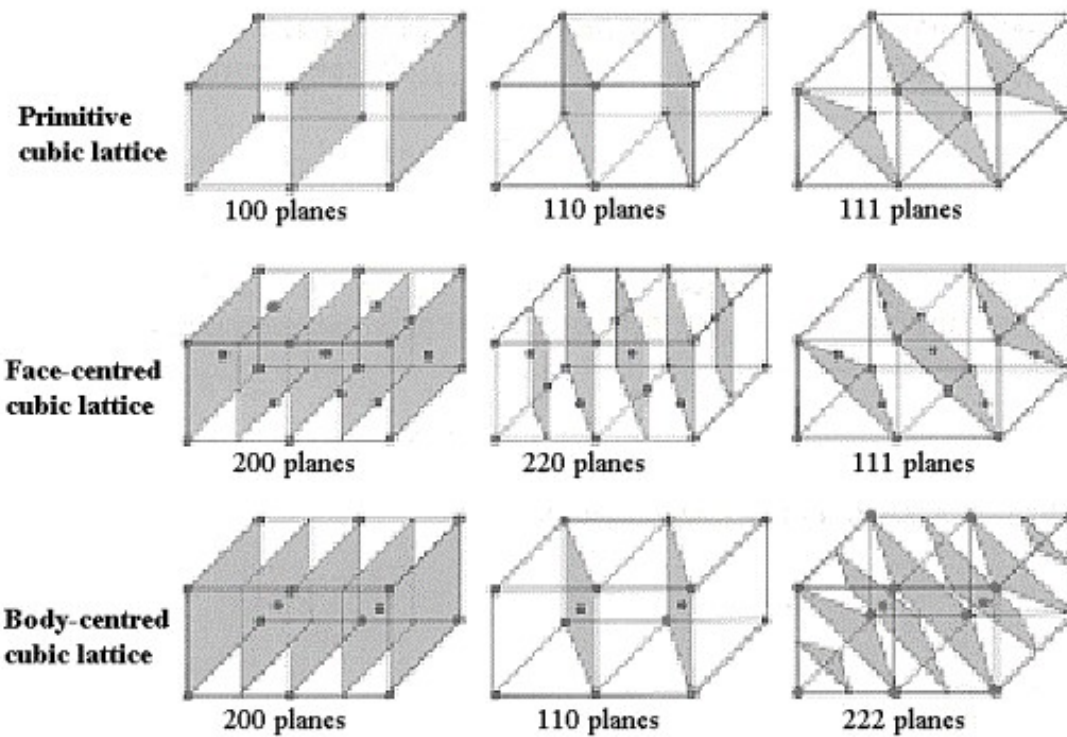 Primitive
cubic lattice
100 planes
110 planes
111 planes
Face-centred
cubic lattice
200 planes
220 planes
111 planes
Body-centred
cubic lattice
200 planes
110 planes
222 planes